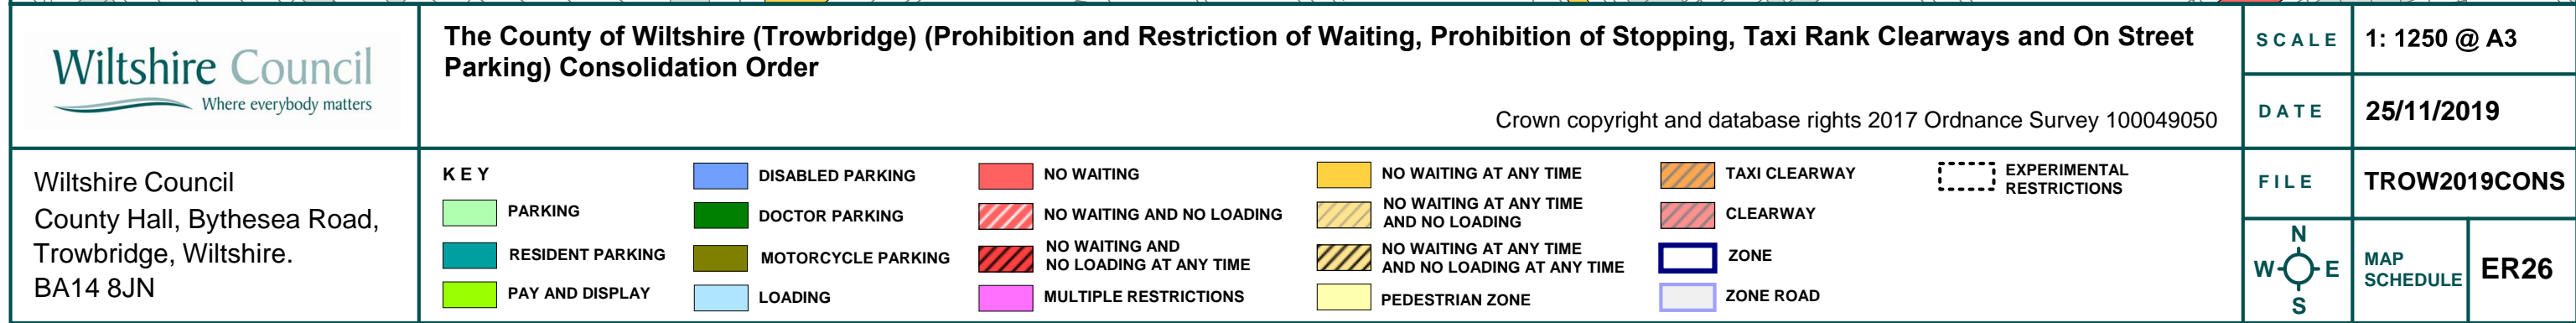 Wiltshire Council
Where everybody matters
The County of Wiltshire (Trowbridge) (Prohibition and Restriction of Waiting, Prohibition of Stopping, Taxi Rank Clearways and On Street
Parking) Consolidation Order
Crown copyright and database rights 2017 Ordnance Survey 100049050
SCALE
1: 1250 @ A3
DATE
25/11/2019
Wiltshire Council
County Hall, Bythesea Road,
Trowbridge, Wiltshire.
BA14 8JN
KEY
PARKING
RESIDENT PARKING
PAY AND DISPLAY
DISABLED PARKING
DOCTOR PARKING
MOTORCYCLE PARKING
LOADING
NO WAITING
NO WAITING AND NO LOADING
NO WAITING AND
NO LOADING AT ANY TIME
MULTIPLE RESTRICTIONS
NO WAITING AT ANY TIME
NO WAITING AT ANY TIME
AND NO LOADING
NO WAITING AT ANY TIME
AND NO LOADING AT ANY TIME
PEDESTRIAN ZONE
TAXI CLEARWAY
CLEARWAY
ZONE
ZONE ROAD
EXPERIMENTAL
RESTRICTIONS
FILE
TROW2019CONS
N
W E
S
MAP
SCHEDULE
ER26